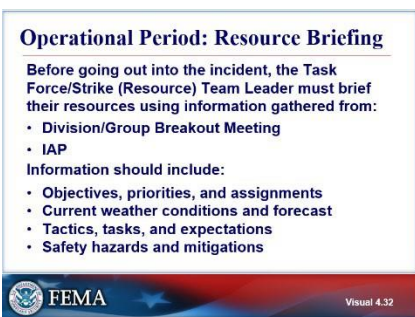 Operational Period: Resource Briefing
Before going out into the incident, the Task
Force/Strike (Resource) Team Leader must brief
their resources using information gathered from:
• Division/Group Breakout Meeting
• IAP
Information should include:
• Objectives, priorities, and assignments
• Current weather conditions and forecast
• Tactics, tasks, and expectations
• Safety hazards and mitigations
FEMA
Visual 4.32